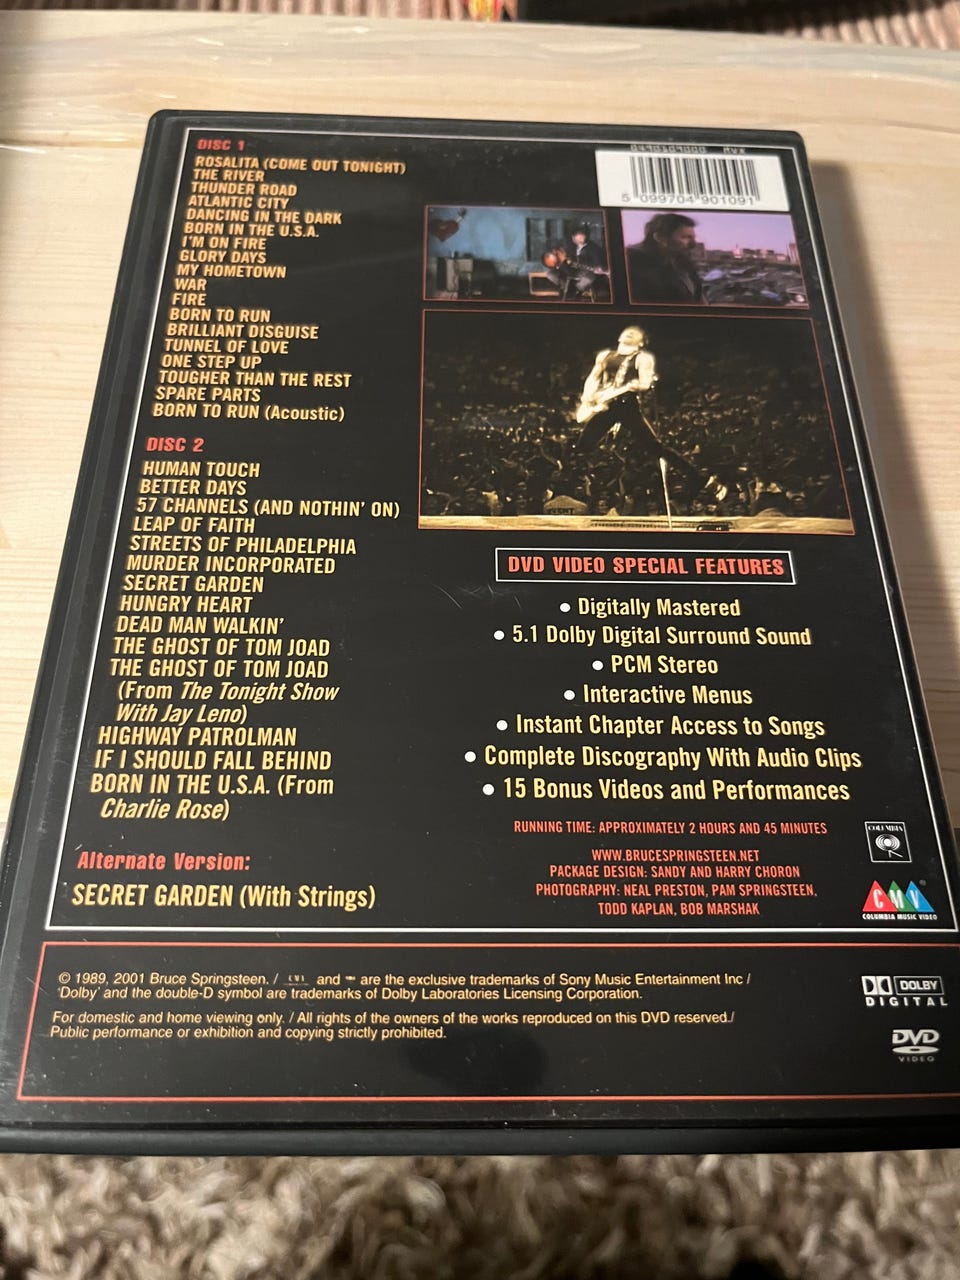 DISC 1
ROSALITA (COME OUT TONIGHT)
THE RIVER
THUNDER ROAD
ATLANTIC CITY
DANCING IN THE DARK
BORN IN THE U.S.A.
I'M ON FIRE
GLORY DAYS
MY HOMETOWN
WAR
FIRE
BORN TO RUN
BRILLIANT DISGUISE
TUNNEL OF LOVE
ONE STEP UP
TOUGHER THAN THE REST
SPARE PARTS
BORN TO RUN (Acoustic)
DISC 2
HUMAN TOUCH
BETTER DAYS
57 CHANNELS (AND NOTHIN' ON)
LEAP OF FAITH
STREETS OF PHILADELPHIA
MURDER INCORPORATED
SECRET GARDEN
HUNGRY HEART
DEAD MAN WALKIN'
THE GHOST OF TOM JOAD
THE GHOST OF TOM JOAD
(From The Tonight Show
With Jay Leno)
HIGHWAY PATROLMAN
IF I SHOULD FALL BEHIND
BORN IN THE U.S.A. (From
Charlie Rose)
Alternate Version:
SECRET GARDEN (With Strings)
5 099704 901091
DVD VIDEO SPECIAL FEATURES
• Digitally Mastered
• 5.1 Dolby Digital Surround Sound
• PCM Stereo
• Interactive Menus
• Instant Chapter Access to Songs
• Complete Discography With Audio Clips
• 15 Bonus Videos and Performances
RUNNING TIME: APPROXIMATELY 2 HOURS AND 45 MINUTES
WWW.BRUCESPRINGSTEEN.NET
PACKAGE DESIGN: SANDY AND HARRY CHORON
PHOTOGRAPHY: NEAL PRESTON, PAM SPRINGSTEEN,
TODD KAPLAN, BOB MARSHAK
COLUMBIA
CMV
COLUMBIA MUSIC VIDEO
© 1989, 2001 Bruce Springsteen. / and are the exclusive trademarks of Sony Music Entertainment Inc /
'Dolby' and the double-D symbol are trademarks of Dolby Laboratories Licensing Corporation.
For domestic and home viewing only. / All rights of the owners of the works reproduced on this DVD reserved./
Public performance or exhibition and copying strictly prohibited.
DOLBY
DIGITAL
DVD
VIDEO